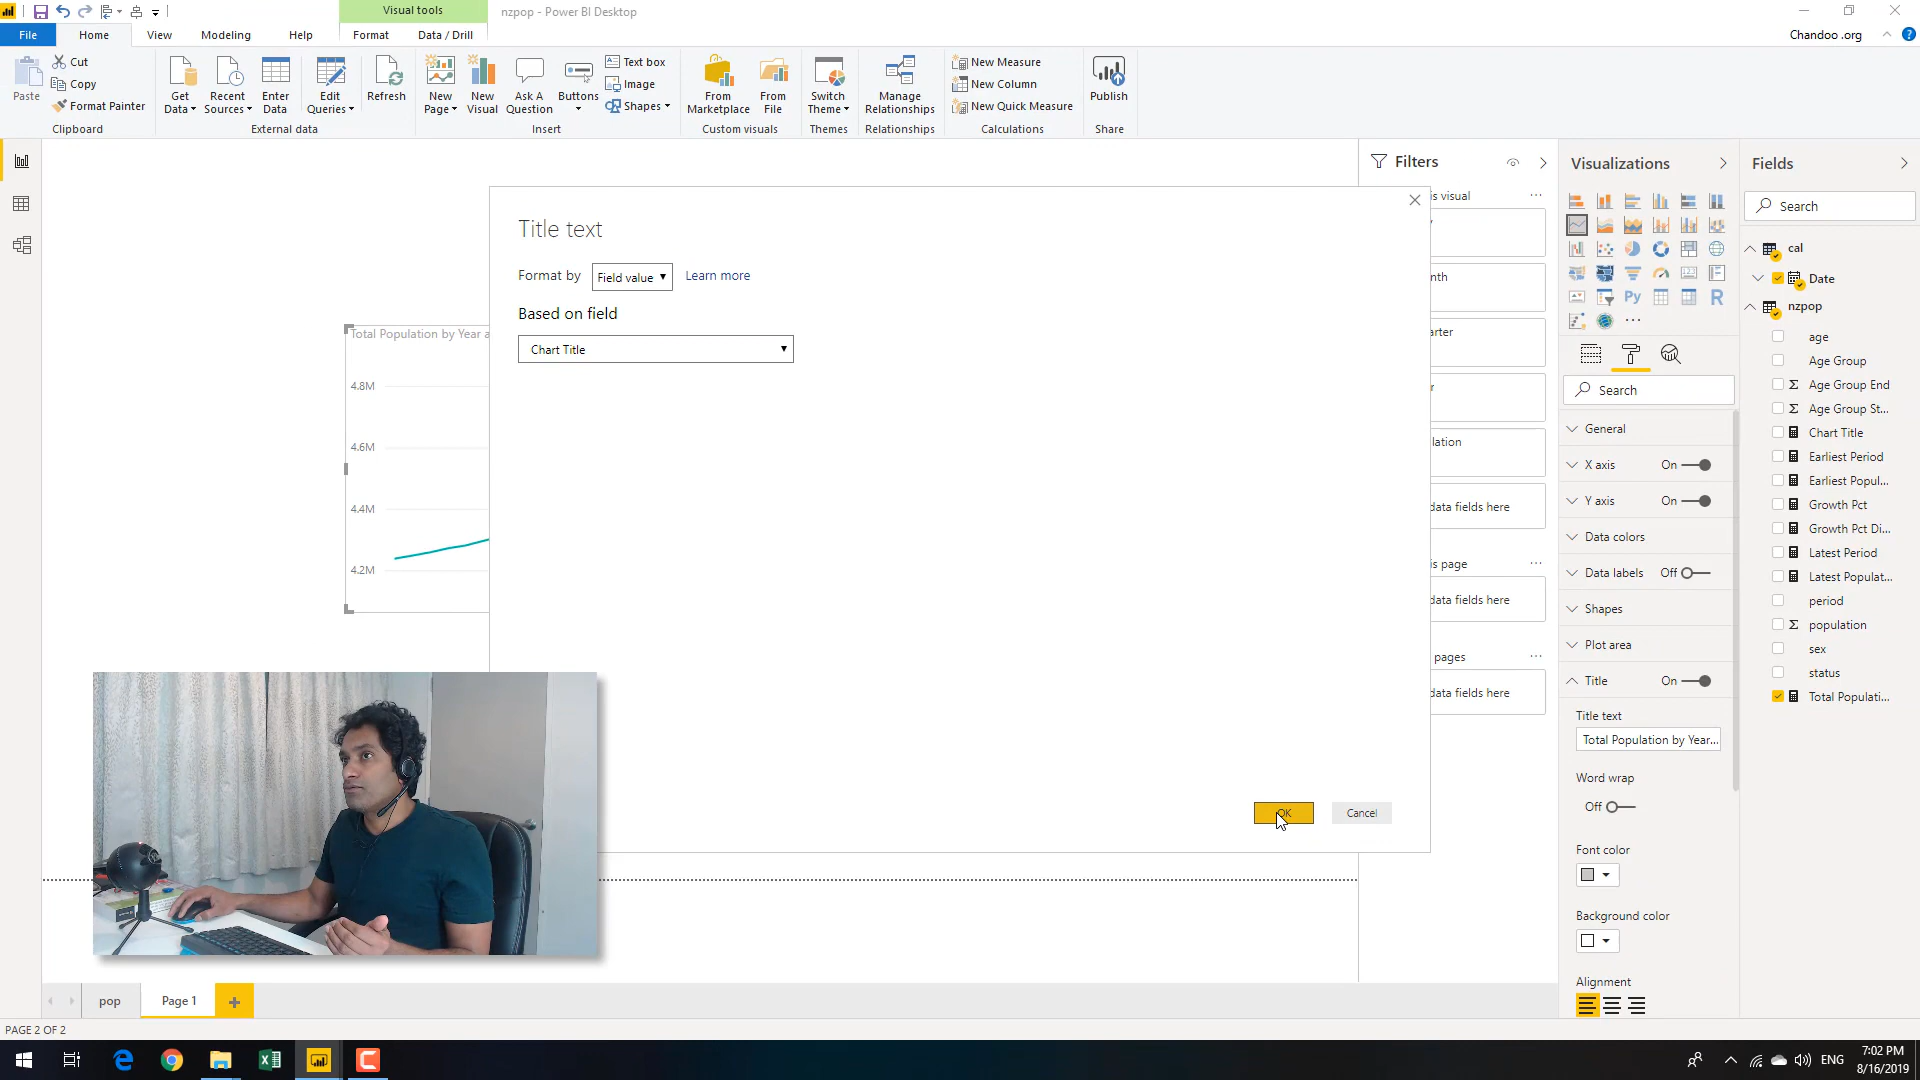 Visual tools
nzpop - Power BI Desktop
File
Home
View
Modeling
Help
Format
Data / Drill
Chandoo .org
Paste
Cut
Copy
Format Painter
Clipboard
Get Data
Recent Sources
Enter Data
Edit Queries
Refresh
External data
New Page
New Visual
Ask A Question
Buttons
Text box
Image
Shapes
Insert
From Marketplace
From File
Custom visuals
Switch Theme
Themes
Manage Relationships
Relationships
New Measure
New Column
New Quick Measure
Calculations
Publish
Share
Title text
Format by
Field value
Learn more
Based on field
Chart Title
OK
Cancel
Total Population by Year a
4.8M
4.6M
4.4M
4.2M
Filters
is visual
nth
arter
lation
data fields here
is page
data fields here
pages
data fields here
Visualizations
Py
R
Search
General
X axis On
Y axis On
Data colors
Data labels Off
Shapes
Plot area
Title On
Title text
Total Population by Year...
Word wrap
Off
Font color
Background color
Alignment
Fields
Search
cal
Date
nzpop
age
Age Group
Age Group End
Age Group St...
Chart Title
Earliest Period
Earliest Popul...
Growth Pct
Growth Pct Di...
Latest Period
Latest Populat...
period
population
sex
status
Total Populati...
pop
Page 1
PAGE 2 OF 2
ENG
7:02 PM
8/16/2019